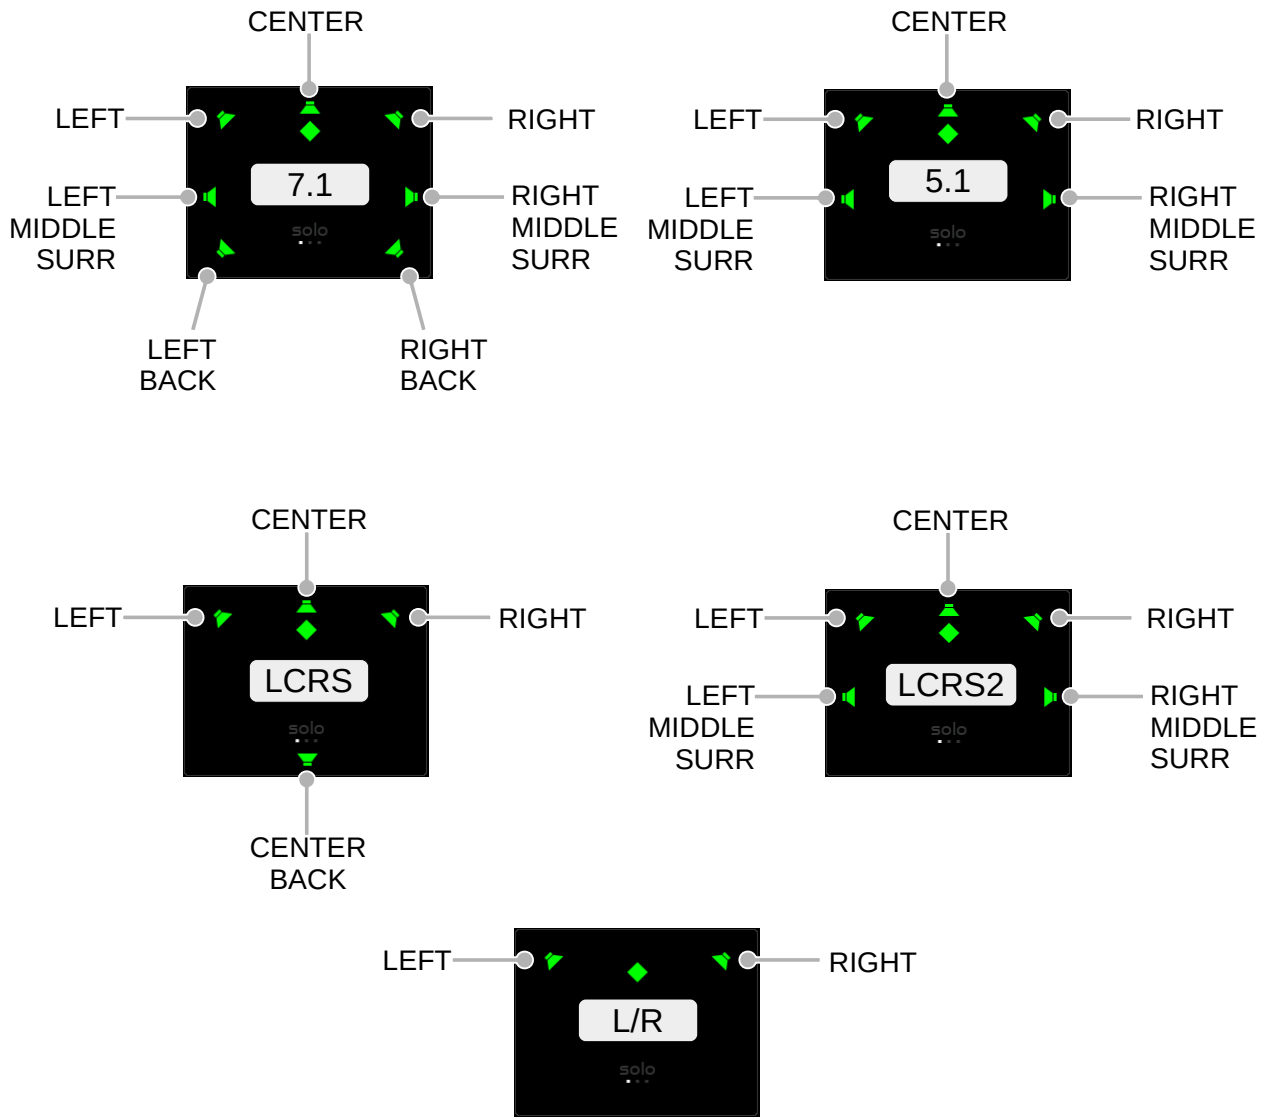 CENTER
LEFT
RIGHT
7.1
LEFT
MIDDLE
SURR
RIGHT
MIDDLE
SURR
solo
LEFT
BACK
RIGHT
BACK
CENTER
LEFT
RIGHT
5.1
LEFT
MIDDLE
SURR
RIGHT
MIDDLE
SURR
solo
CENTER
LEFT
RIGHT
LCRS
solo
CENTER
BACK
CENTER
LEFT
RIGHT
LCRS2
LEFT
MIDDLE
SURR
RIGHT
MIDDLE
SURR
solo
LEFT
RIGHT
L/R
solo